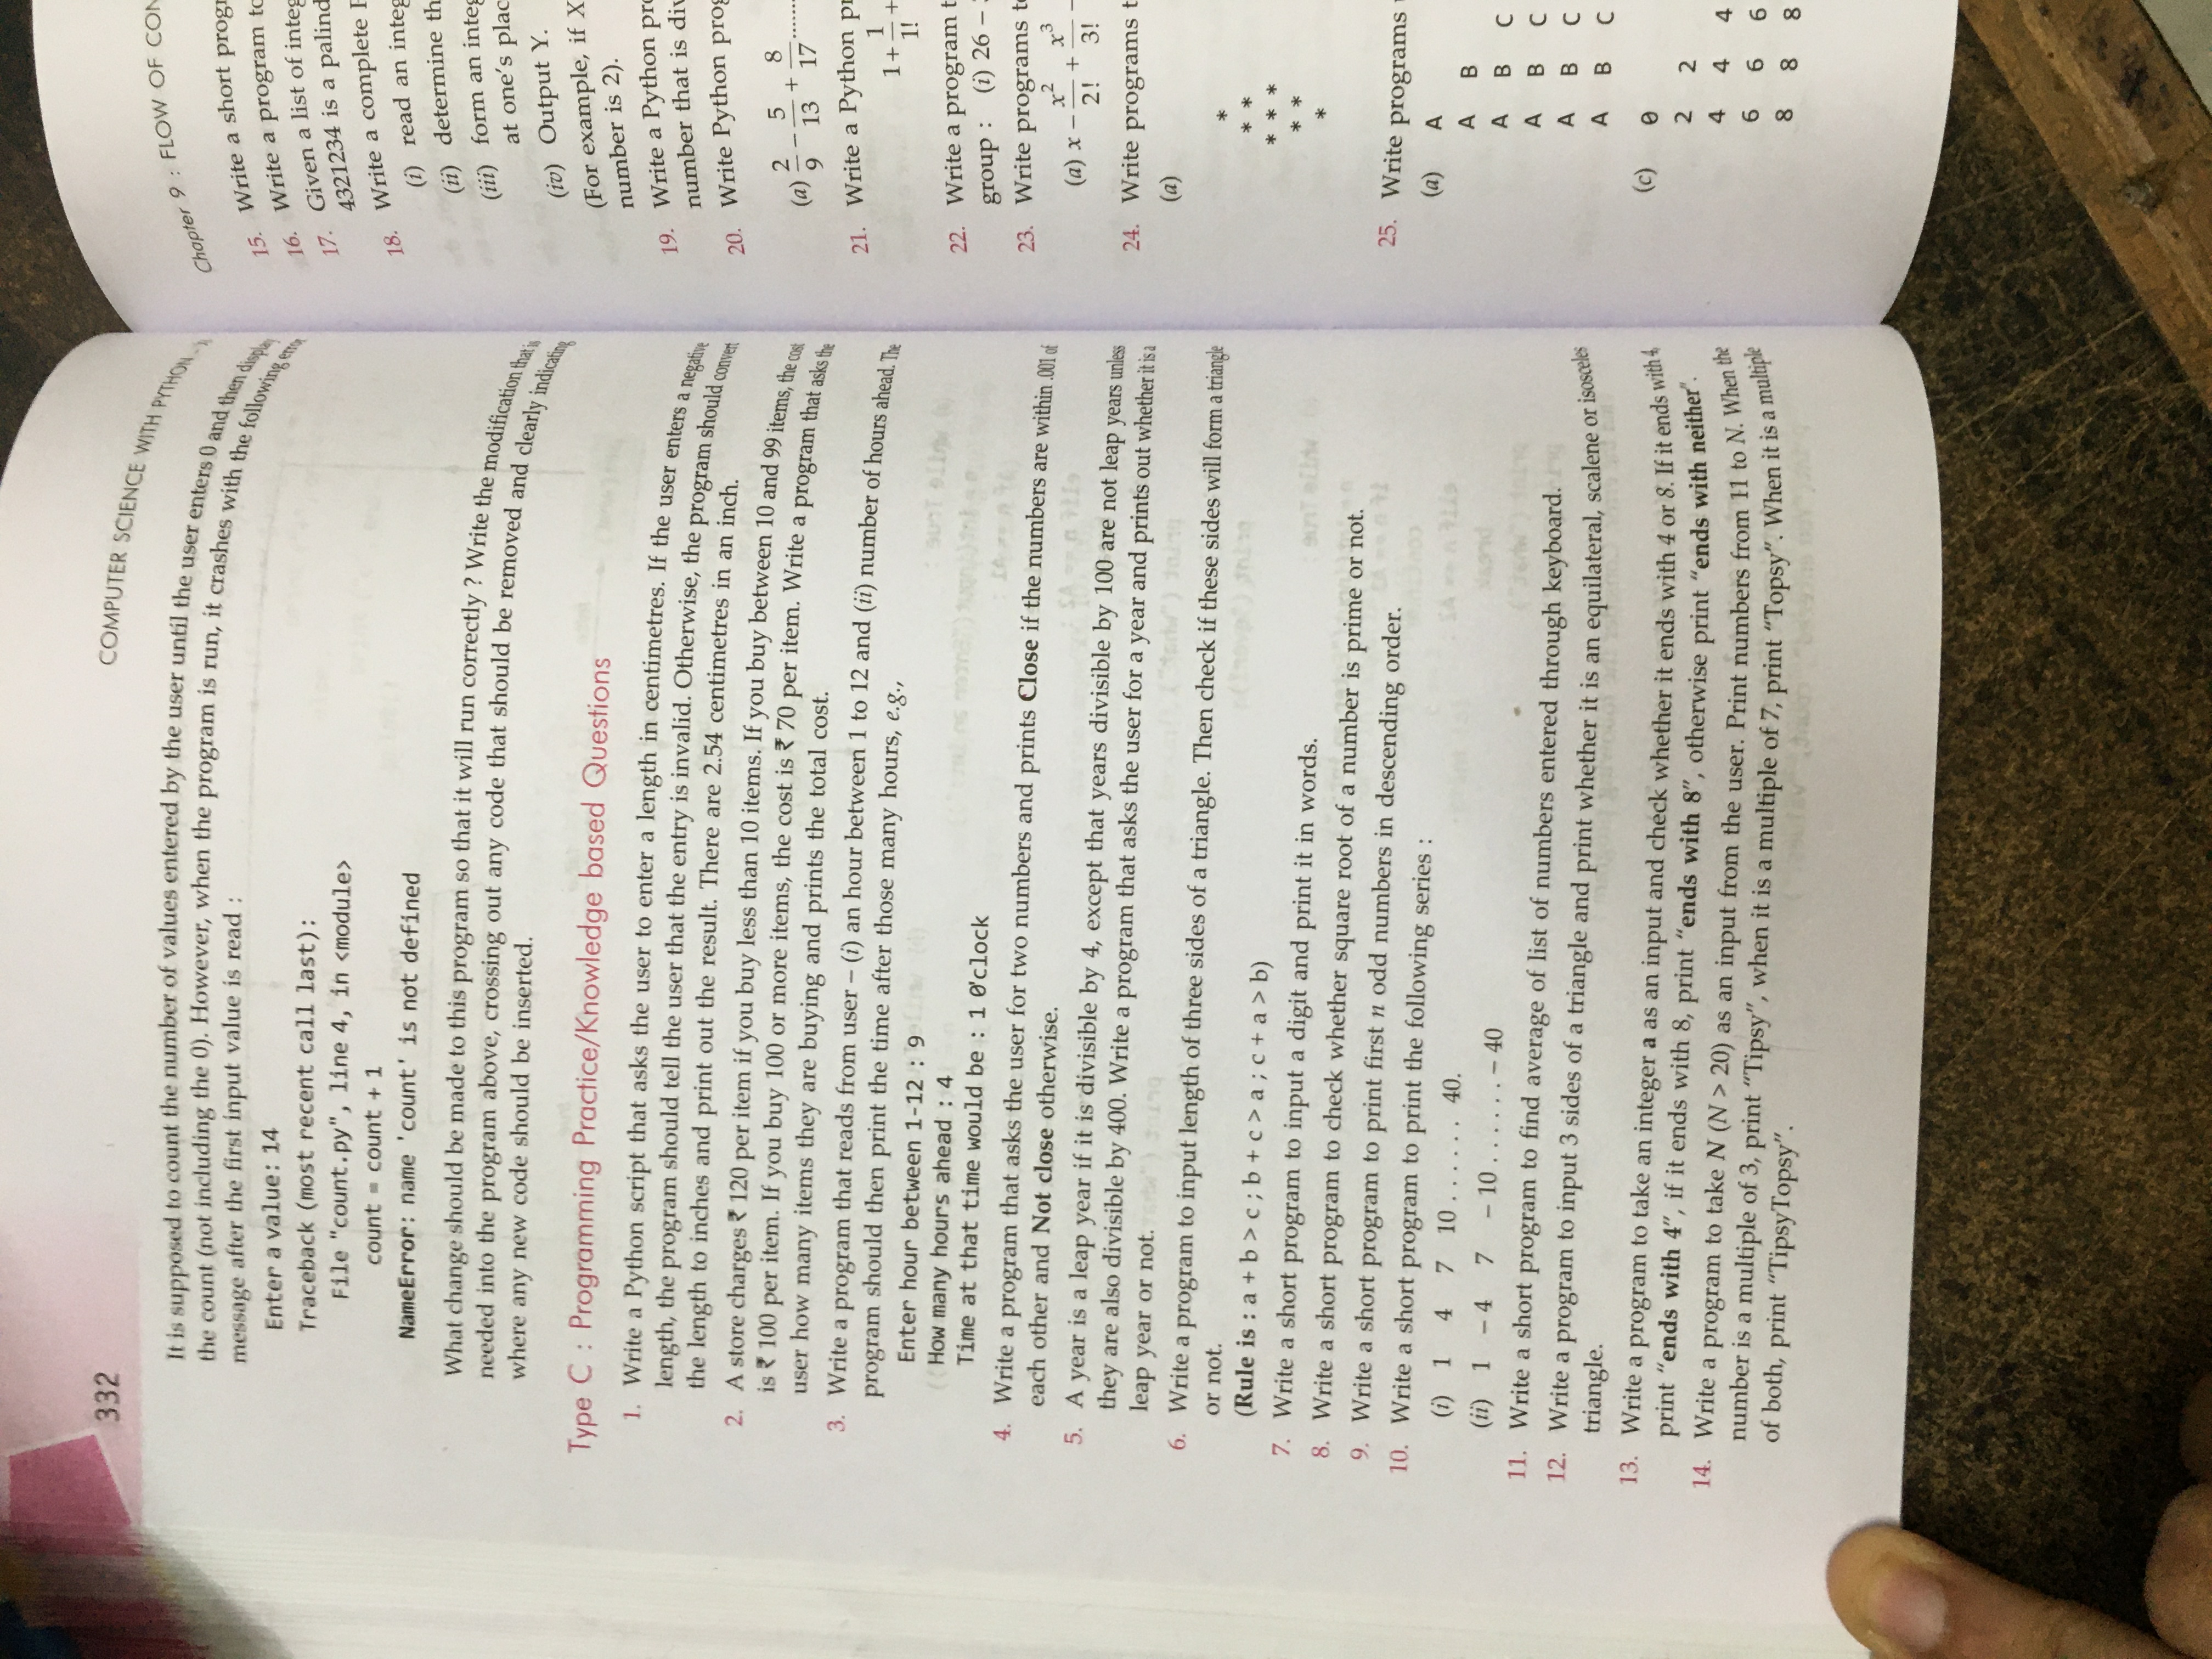 332
COMPUTER SCIENCE WITH PYTHON -
It is supposed to count the number of values entered by the user until the user enters 0 and then display
the count (not including the 0). However, when the program is run, it crashes with the following error
message after the first input value is read :
Enter a value: 14
Traceback (most recent call last):
File "count.py", line 4, in <module>
count = count + 1
NameError: name 'count' is not defined
What change should be made to this program so that it will run correctly ? Write the modification that is
needed into the program above, crossing out any code that should be removed and clearly indicating
where any new code should be inserted.
Type C : Programming Practice/Knowledge based Questions
1. Write a Python script that asks the user to enter a length in centimetres. If the user enters a negative
length, the program should tell the user that the entry is invalid. Otherwise, the program should convert
the length to inches and print out the result. There are 2.54 centimetres in an inch.
2. A store charges ₹ 120 per item if you buy less than 10 items. If you buy between 10 and 99 items, the cost
is ₹ 100 per item. If you buy 100 or more items, the cost is ₹ 70 per item. Write a program that asks the
user how many items they are buying and prints the total cost.
3. Write a program that reads from user – (i) an hour between 1 to 12 and (ii) number of hours ahead. The
program should then print the time after those many hours, e.g.,
Enter hour between 1-12 : 9
How many hours ahead : 4
Time at that time would be : 1 O'clock
4. Write a program that asks the user for two numbers and prints Close if the numbers are within .001 of
each other and Not close otherwise.
5. A year is a leap year if it is divisible by 4, except that years divisible by 100 are not leap years unless
they are also divisible by 400. Write a program that asks the user for a year and prints out whether it is a
leap year or not.
6. Write a program to input length of three sides of a triangle. Then check if these sides will form a triangle
or not.
(Rule is : a + b > c ; b + c > a ; c + a > b)
7. Write a short program to input a digit and print it in words.
8. Write a short program to check whether square root of a number is prime or not.
9. Write a short program to print first n odd numbers in descending order.
10. Write a short program to print the following series :
(i) 1 4 7 10 . . . . . . 40.
(ii) 1 – 4 7 – 10 . . . . . . – 40
11. Write a short program to find average of list of numbers entered through keyboard.
12. Write a program to input 3 sides of a triangle and print whether it is an equilateral, scalene or isosceles
triangle.
13. Write a program to take an integer a as an input and check whether it ends with 4 or 8. If it ends with 4,
print “ends with 4”, if it ends with 8, print “ends with 8”, otherwise print “ends with neither”.
14. Write a program to take N (N > 20) as an input from the user. Print numbers from 11 to N. When the
number is a multiple of 3, print “Tipsy”, when it is a multiple of 7, print “Topsy”. When it is a multiple
of both, print “TipsyTopsy”.
Chapter 9 : FLOW OF CON
15. Write a short progr
16. Write a program to
17. Given a list of integ
4321234 is a palind
18. Write a complete P
(i) read an integ
(ii) determine th
(iii) form an integ
at one's plac
(iv) Output Y.
(For example, if X
number is 2).
19. Write a Python pro
number that is div
20. Write Python prog
(a) 2/9 – 5/13 + 8/17 ........
21. Write a Python pr
1 + 1/1! +
22. Write a program t
group : (i) 26 –
23. Write programs to
(a) x – x²/2! + x³/3! –
24. Write programs t
(a)
*
* *
* * *
* *
*
25. Write programs
(a) A
A B
A B C
A B C
A B C
A B C
(c) 0
2 2
4 4 4
6 6 6
8 8 8